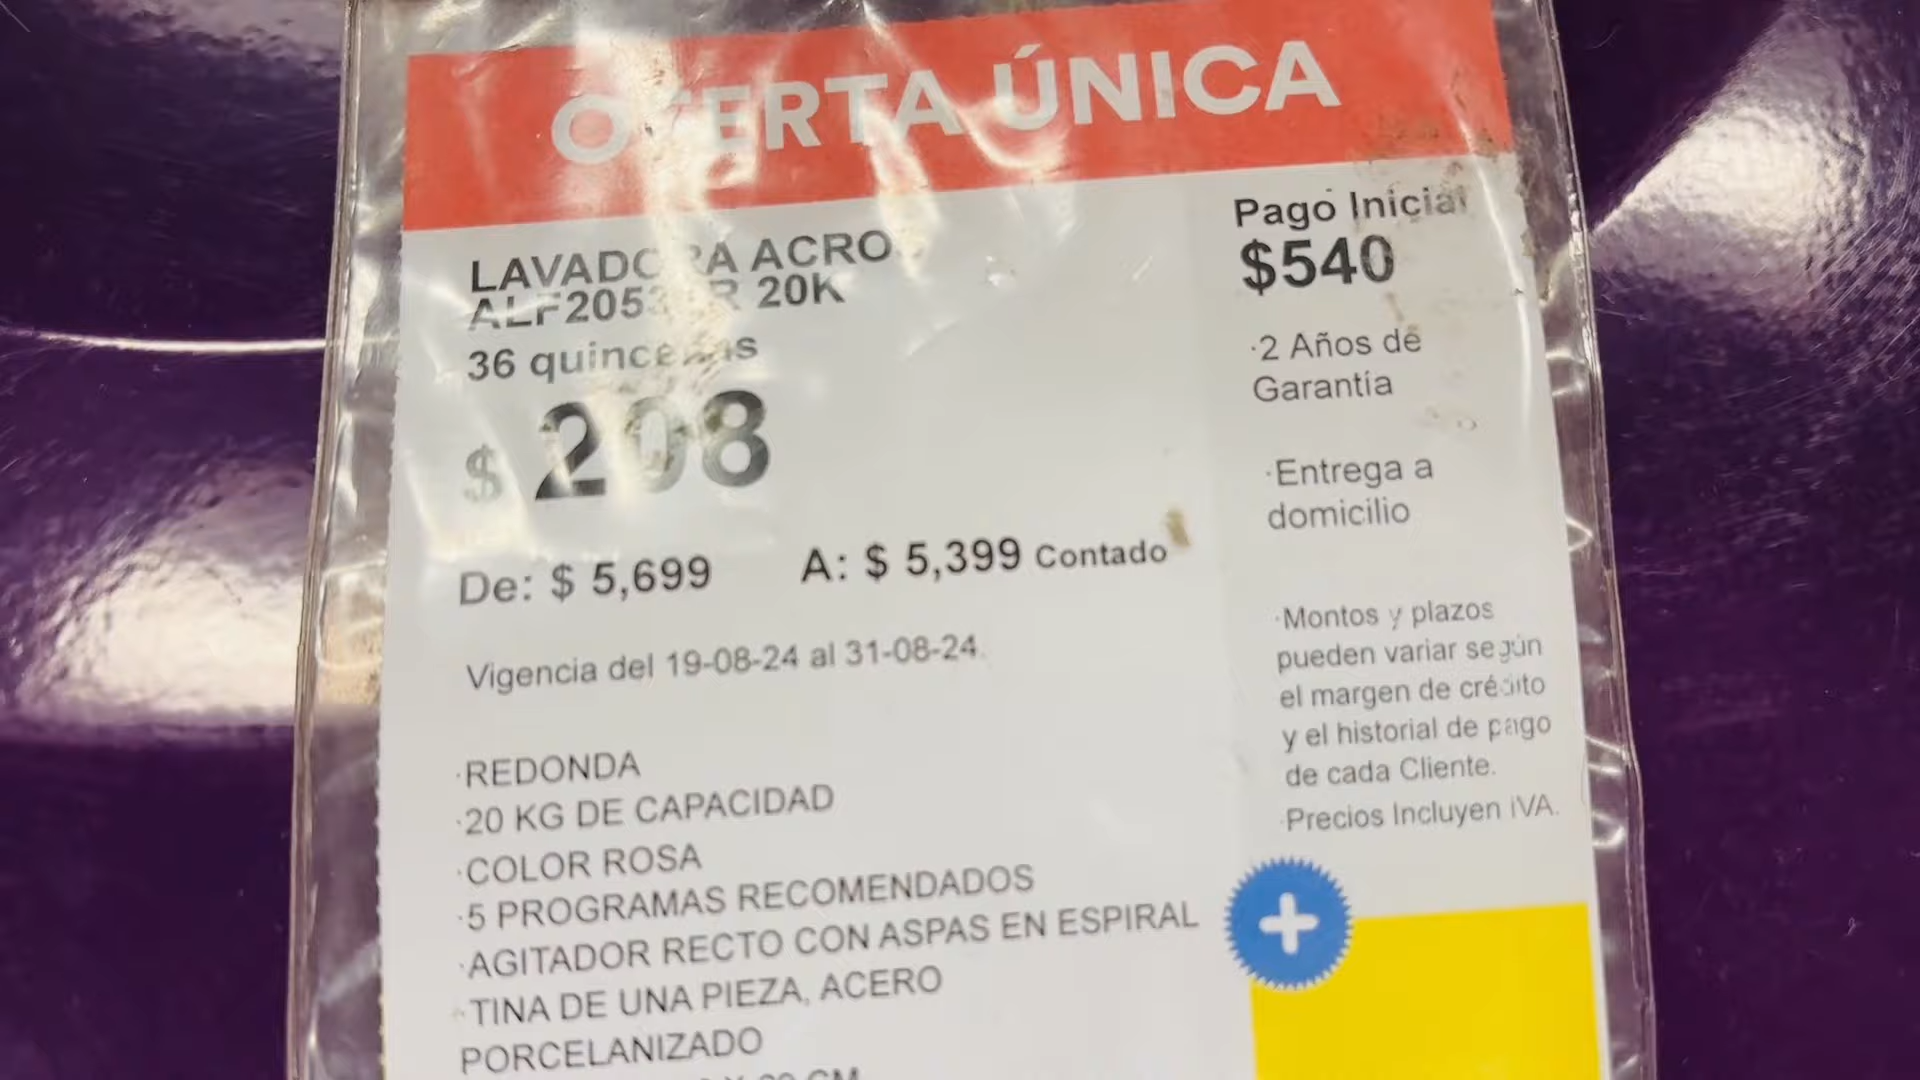 OFERTA ÚNICA
LAVADORA ACROS
20K
36 quincenas
$ 208
De: $ 5,699 A: $ 5,399 Contado
Vigencia del 19-08-24 al 31-08-24.
·REDONDA
·20 KG DE CAPACIDAD
·COLOR ROSA
·5 PROGRAMAS RECOMENDADOS
·AGITADOR RECTO CON ASPAS EN ESPIRAL
·TINA DE UNA PIEZA, ACERO
PORCELANIZADO
Pago Inicial
$540
·2 Años de
Garantía
·Entrega a
domicilio
·Montos y plazos
pueden variar según
el margen de crédito
y el historial de pago
de cada Cliente.
·Precios Incluyen IVA.
+